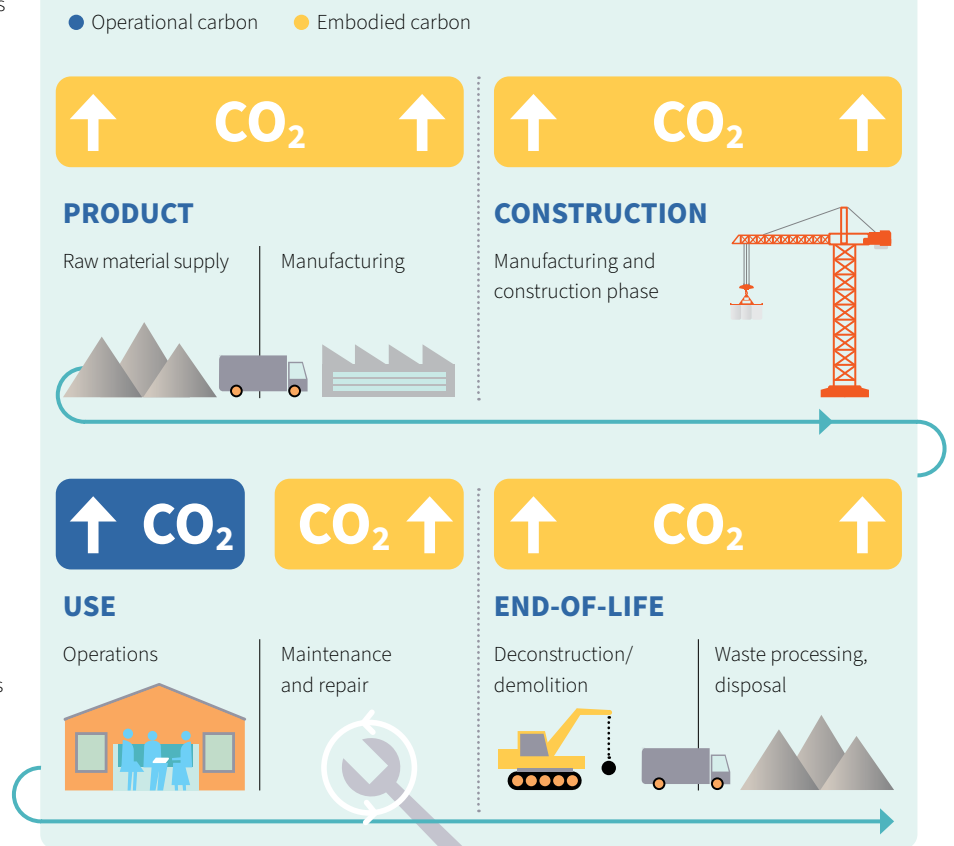 s
Operational carbon
Embodied carbon
CO₂
CO₂
PRODUCT
Raw material supply
Manufacturing
CONSTRUCTION
Manufacturing and
construction phase
CO₂
CO₂
CO₂
USE
Operations
Maintenance
and repair
END-OF-LIFE
Deconstruction/
demolition
Waste processing,
disposal
s